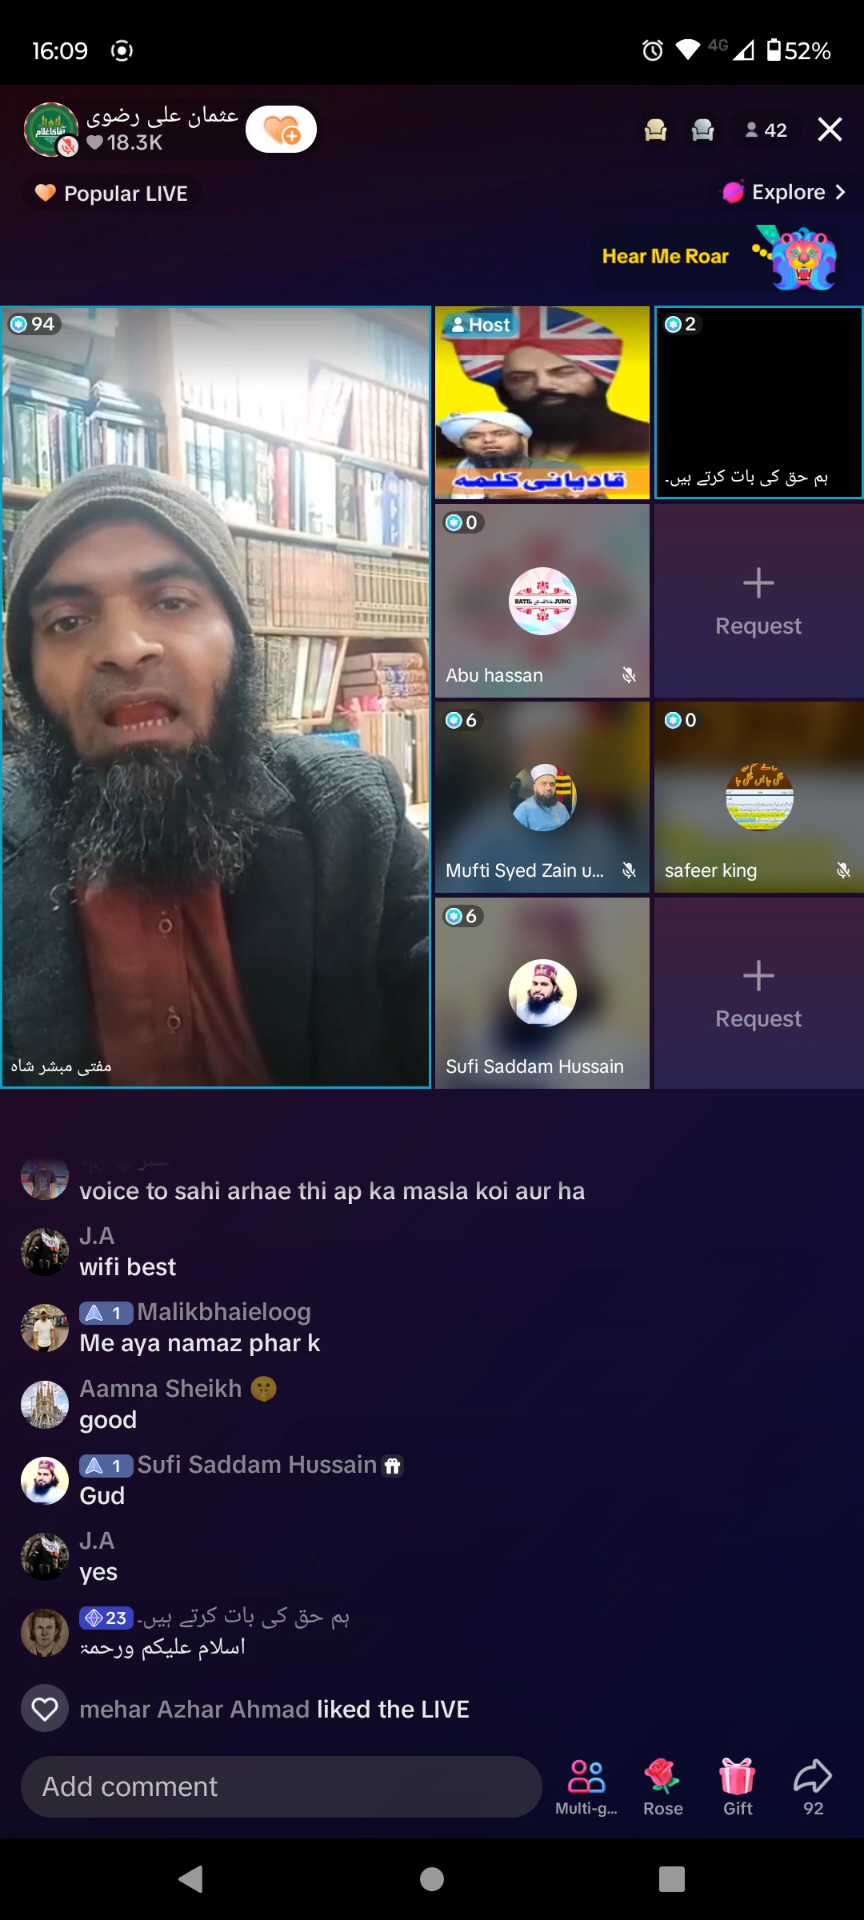 16:09
4G
52%
عثمان علی رضوی
18.3K
42
Popular LIVE
Explore
Hear Me Roar
94
Host
قادیانی کلمہ
2
ہم حق کی بات کرتے ہیں۔
0
BATIL
JUNG
Abu hassan
+
Request
6
Mufti Syed Zain u...
0
safeer king
6
Sufi Saddam Hussain
+
Request
مفتی مبشر شاہ
voice to sahi arhae thi ap ka masla koi aur ha
J.A
wifi best
1 Malikbhaieloog
Me aya namaz phar k
Aamna Sheikh 🤫
good
1 Sufi Saddam Hussain
Gud
J.A
yes
23 ہم حق کی بات کرتے ہیں۔
اسلام علیکم ورحمۃ
mehar Azhar Ahmad liked the LIVE
Add comment
Multi-g...
Rose
Gift
92